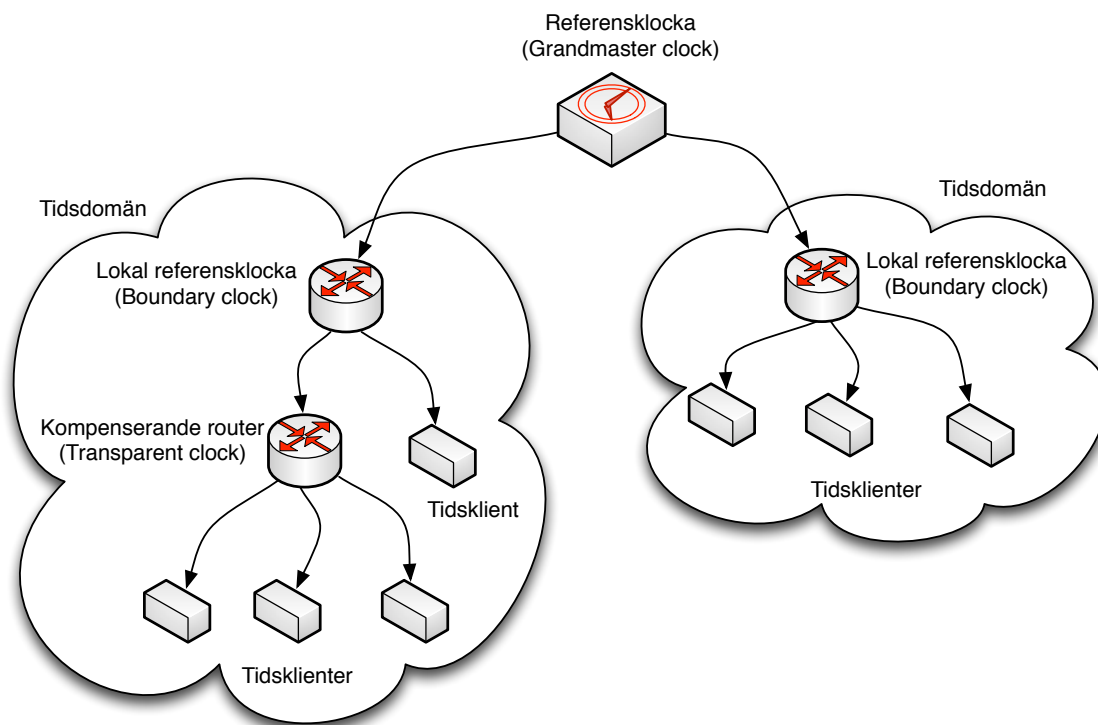 Referensklocka
(Grandmaster clock)
Tidsdomän
Tidsdomän
Lokal referensklocka
(Boundary clock)
Lokal referensklocka
(Boundary clock)
Kompenserande router
(Transparent clock)
Tidsklient
Tidsklienter
Tidsklienter